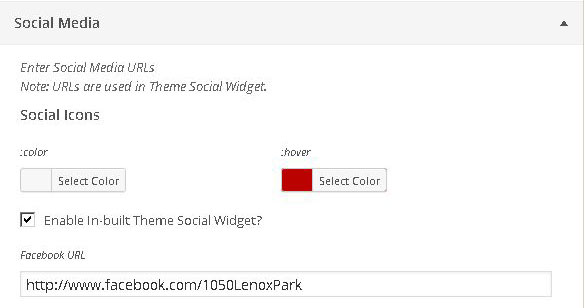 Social Media
Enter Social Media URLs
Note: URLs are used in Theme Social Widget.
Social Icons
:color :hover
Select Color Select Color
Enable In-built Theme Social Widget?
Facebook URL
http://www.facebook.com/1050LenoxPark